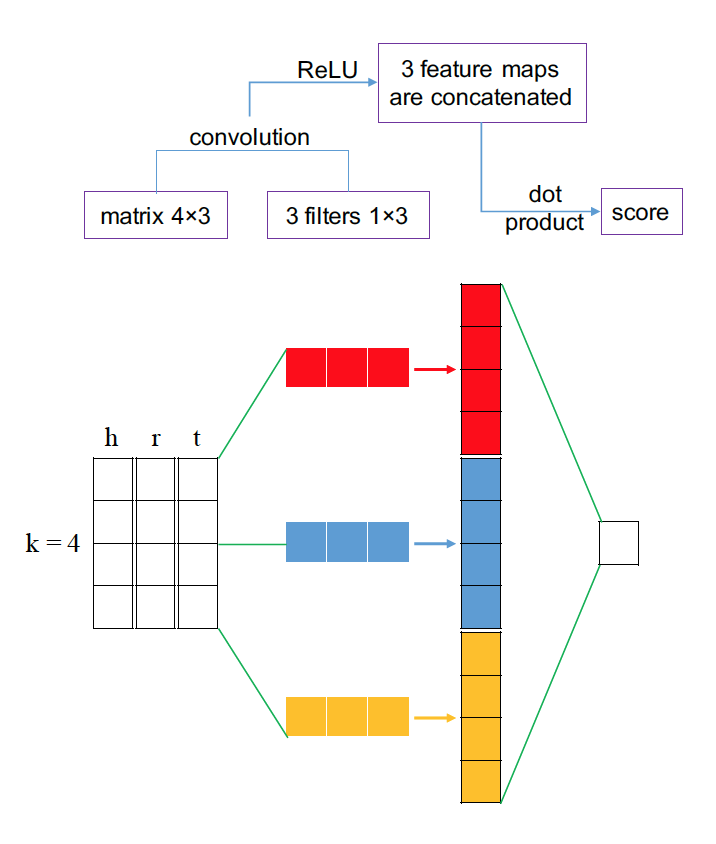 ReLU
3 feature maps
are concatenated
convolution
matrix 4×3
3 filters 1×3
dot
product
score
h r t
k = 4